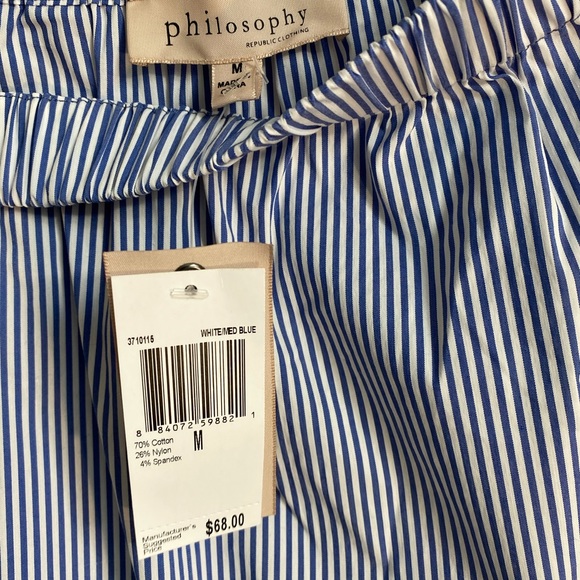 philosophy
REPUBLIC CLOTHING
M
MADE IN
CHINA
3710115 WHITE/MED BLUE
8 84072 59882 1
70% Cotton
26% Nylon
4% Spandex
M
Manufacturer's
Suggested
Price
$68.00